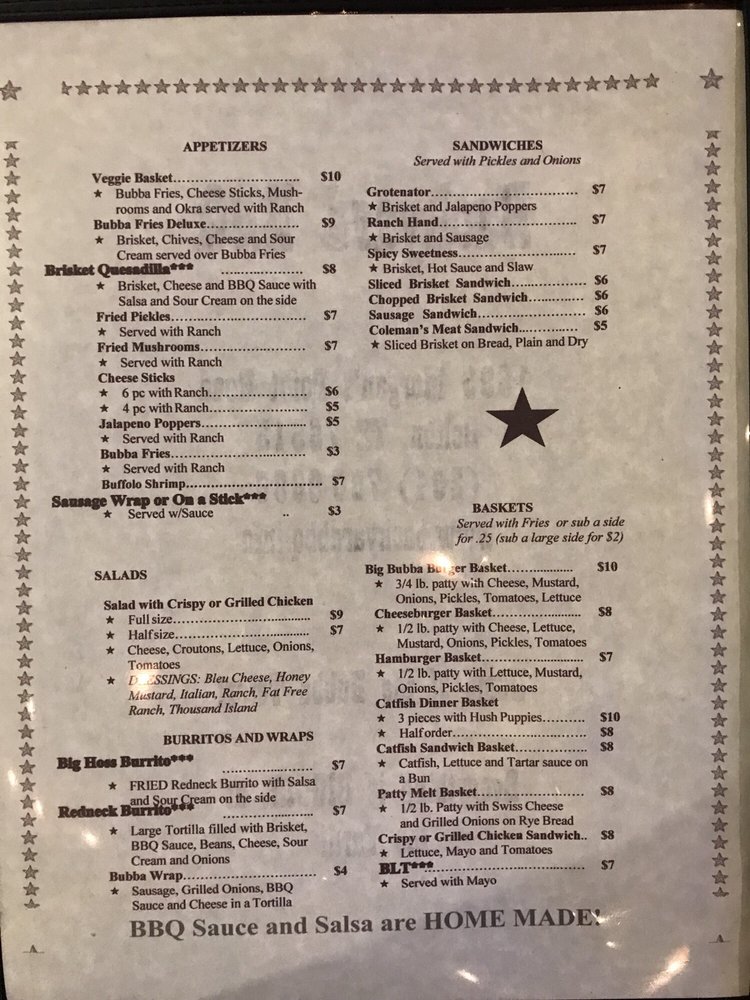 APPETIZERS
Veggie Basket.............................. $10
★ Bubba Fries, Cheese Sticks, Mush-
rooms and Okra served with Ranch
Bubba Fries Deluxe........................ $9
★ Brisket, Chives, Cheese and Sour
Cream served over Bubba Fries
Brisket Quesadilla*** ................... $8
★ Brisket, Cheese and BBQ Sauce with
Salsa and Sour Cream on the side
Fried Pickles................................ $7
★ Served with Ranch
Fried Mushrooms......................... $7
★ Served with Ranch
Cheese Sticks
★ 6 pc with Ranch........................ $6
★ 4 pc with Ranch........................ $5
Jalapeno Poppers......................... $5
★ Served with Ranch
Bubba Fries................................. $3
★ Served with Ranch
Buffolo Shrimp................................ $7
Sausage Wrap or On a Stick***
★ Served w/Sauce .. $3
SALADS
Salad with Crispy or Grilled Chicken
★ Full size................................. $9
★ Half size................................ $7
★ Cheese, Croutons, Lettuce, Onions,
Tomatoes
★ DRESSINGS: Bleu Cheese, Honey
Mustard, Italian, Ranch, Fat Free
Ranch, Thousand Island
BURRITOS AND WRAPS
Big Hoss Burrito***
...................... $7
★ FRIED Redneck Burrito with Salsa
and Sour Cream on the side
Redneck Burrito*** ...................... $7
★ Large Tortilla filled with Brisket,
BBQ Sauce, Beans, Cheese, Sour
Cream and Onions
Bubba Wrap................................ $4
★ Sausage, Grilled Onions, BBQ
Sauce and Cheese in a Tortilla
SANDWICHES
Served with Pickles and Onions
Grotenator................................... $7
★ Brisket and Jalapeno Poppers
Ranch Hand................................. $7
★ Brisket and Sausage
Spicy Sweetness............................ $7
★ Brisket, Hot Sauce and Slaw
Sliced Brisket Sandwich.................. $6
Chopped Brisket Sandwich.............. $6
Sausage Sandwich.......................... $6
Coleman's Meat Sandwich............... $5
★ Sliced Brisket on Bread, Plain and Dry
BASKETS
Served with Fries or sub a side
for .25 (sub a large side for $2)
Big Bubba Burger Basket................ $10
★ 3/4 lb. patty with Cheese, Mustard,
Onions, Pickles, Tomatoes, Lettuce
Cheeseburger Basket...................... $8
★ 1/2 lb. patty with Cheese, Lettuce,
Mustard, Onions, Pickles, Tomatoes
Hamburger Basket......................... $7
★ 1/2 lb. patty with Lettuce, Mustard,
Onions, Pickles, Tomatoes
Catfish Dinner Basket
★ 3 pieces with Hush Puppies.......... $10
★ Half order................................ $8
Catfish Sandwich Basket.................. $8
★ Catfish, Lettuce and Tartar sauce on
a Bun
Patty Melt Basket.......................... $8
★ 1/2 lb. Patty with Swiss Cheese
and Grilled Onions on Rye Bread
Crispy or Grilled Chicken Sandwich.. $8
★ Lettuce, Mayo and Tomatoes
BLT*** ..................................... $7
★ Served with Mayo
BBQ Sauce and Salsa are HOME MADE!